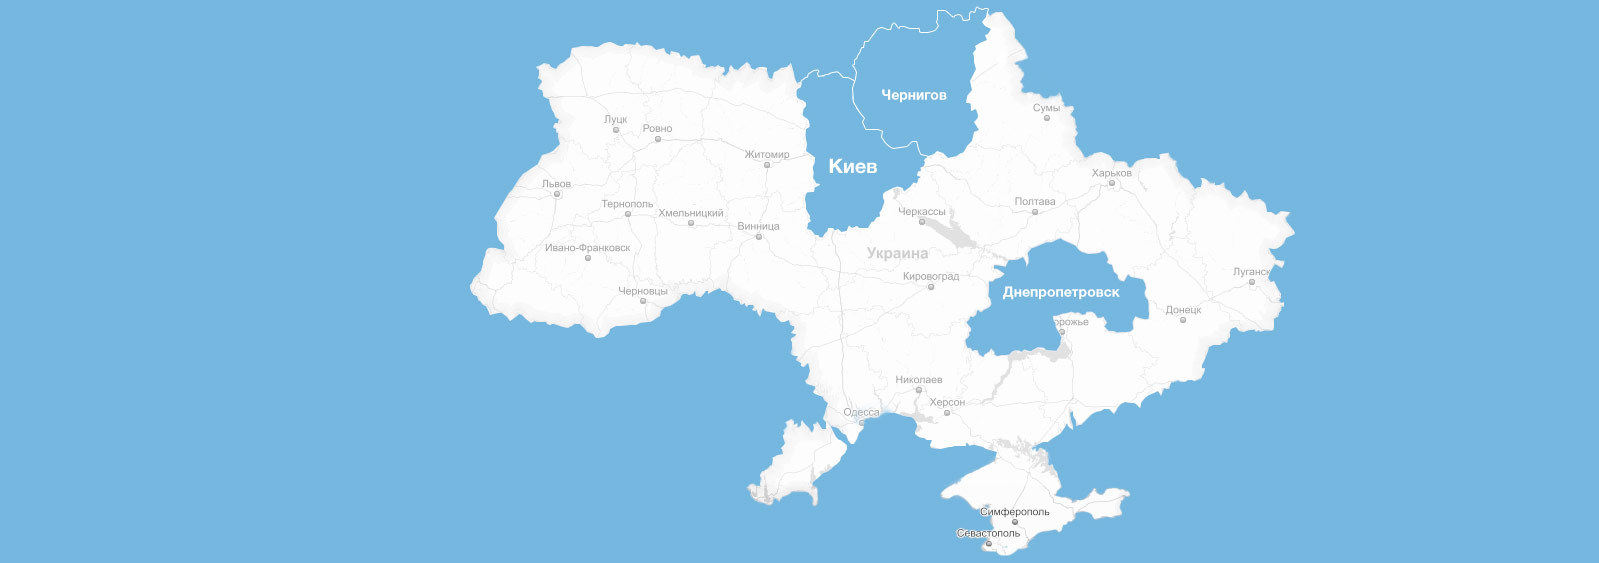 Чернигов
Сумы
Луцк
Ровно
Житомир
Киев
Харьков
Львов
Тернополь
Хмельницкий
Полтава
Черкассы
Винница
Ивано-Франковск
Украина
Кировоград
Луганск
Черновцы
Днепропетровск
Донецк
орожье
Николаев
Херсон
Одесса
Симферополь
Севастополь